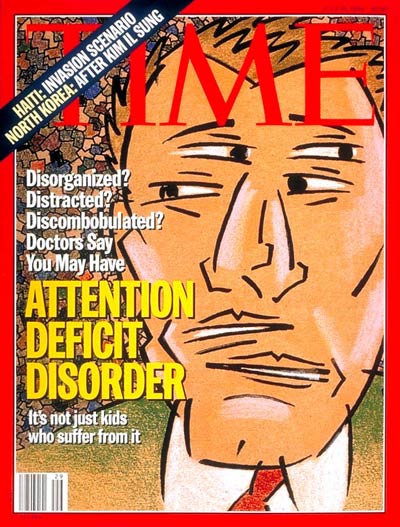 HAITI: INVASION SCENARIO
NORTH KOREA: AFTER KIM IL SUNG
TIME
Disorganized?
Distracted?
Discombobulated?
Doctors Say
You May Have
ATTENTION
DEFICIT
DISORDER
It's not just kids
who suffer from it
29